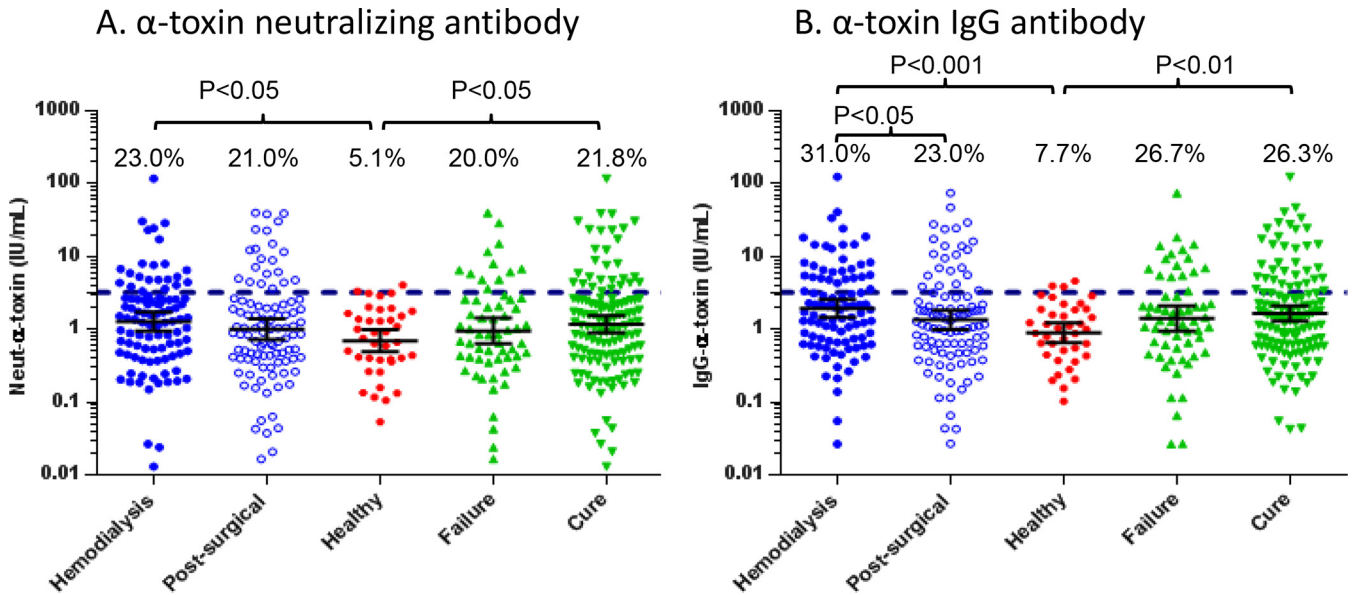 A. α-toxin neutralizing antibody
P<0.05
P<0.05
23.0%
21.0%
5.1%
20.0%
21.8%
Neut-α-toxin (IU/mL)
1000
100
10
1
0.1
0.01
Hemodialysis
Post-surgical
Healthy
Failure
Cure
B. α-toxin IgG antibody
P<0.001
P<0.01
P<0.05
31.0%
23.0%
7.7%
26.7%
26.3%
IgG-α-toxin (IU/mL)
1000
100
10
1
0.1
0.01
Hemodialysis
Post-surgical
Healthy
Failure
Cure